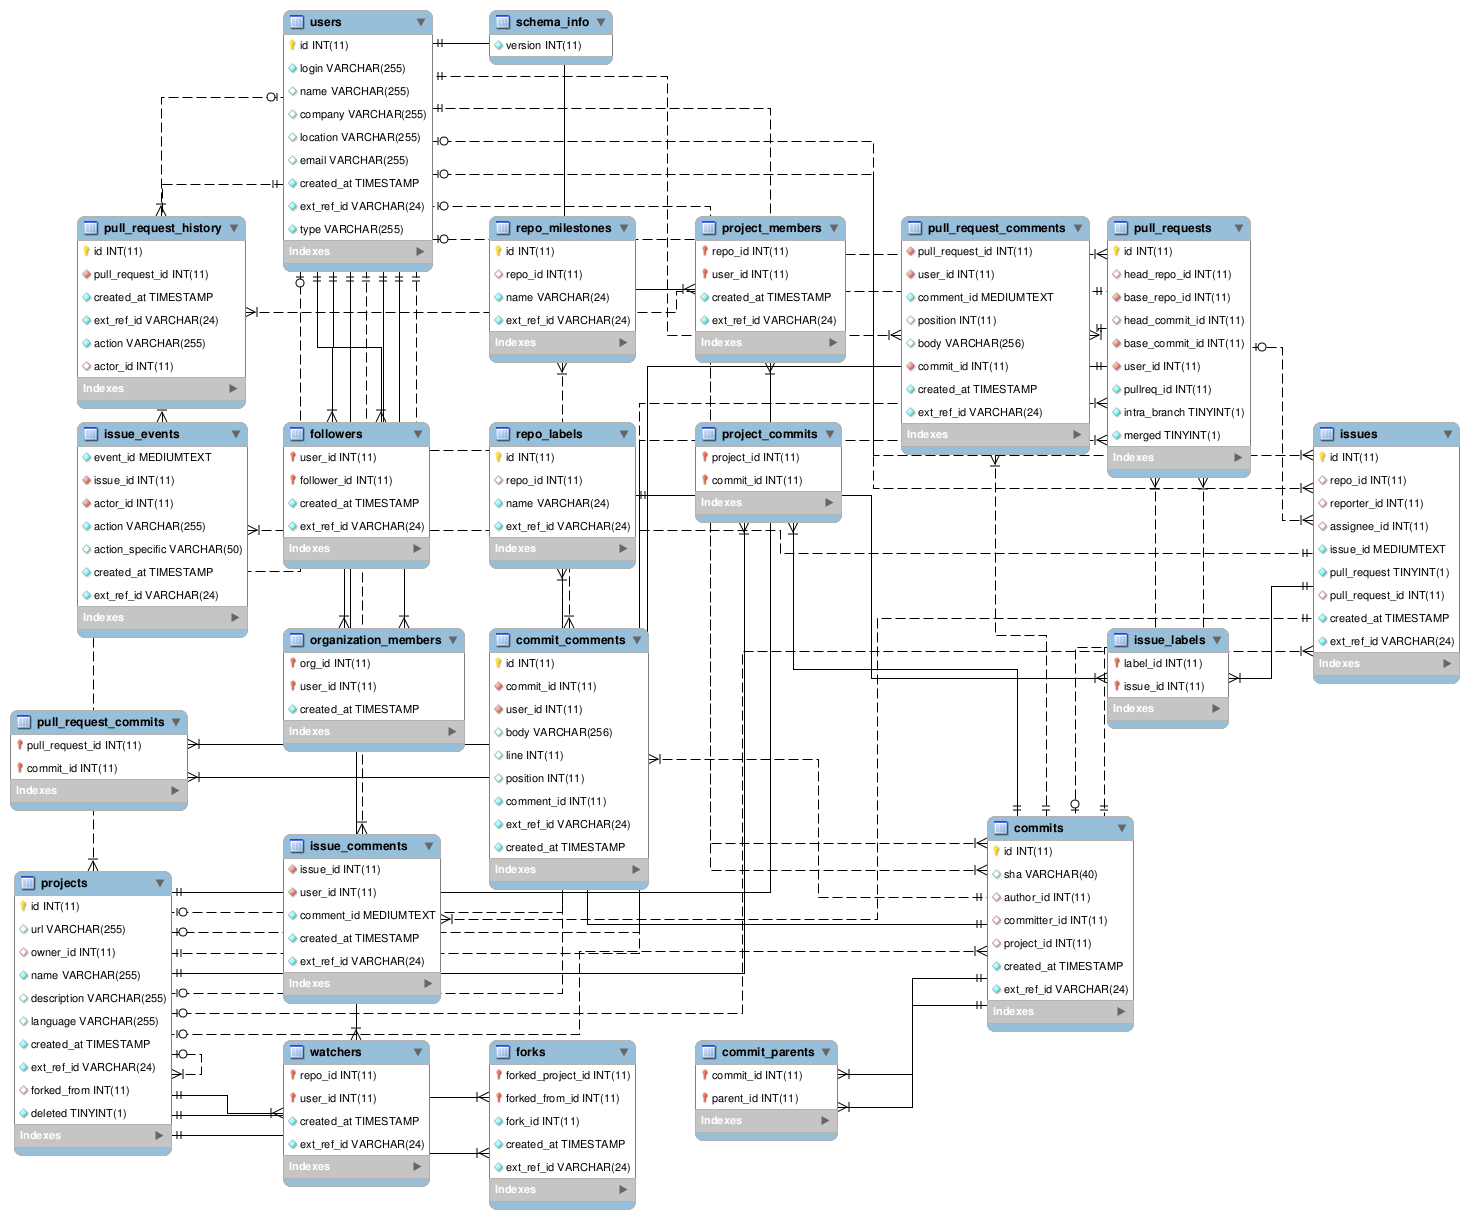 users
id INT(11)
login VARCHAR(255)
name VARCHAR(255)
company VARCHAR(255)
location VARCHAR(255)
email VARCHAR(255)
created_at TIMESTAMP
ext_ref_id VARCHAR(24)
type VARCHAR(255)
Indexes
schema_info
version INT(11)
pull_request_history
id INT(11)
pull_request_id INT(11)
created_at TIMESTAMP
ext_ref_id VARCHAR(24)
action VARCHAR(255)
actor_id INT(11)
Indexes
repo_milestones
id INT(11)
repo_id INT(11)
name VARCHAR(24)
ext_ref_id VARCHAR(24)
Indexes
project_members
repo_id INT(11)
user_id INT(11)
created_at TIMESTAMP
ext_ref_id VARCHAR(24)
Indexes
pull_request_comments
pull_request_id INT(11)
user_id INT(11)
comment_id MEDIUMTEXT
position INT(11)
body VARCHAR(256)
commit_id INT(11)
created_at TIMESTAMP
ext_ref_id VARCHAR(24)
Indexes
pull_requests
id INT(11)
head_repo_id INT(11)
base_repo_id INT(11)
head_commit_id INT(11)
base_commit_id INT(11)
user_id INT(11)
pullreq_id INT(11)
intra_branch TINYINT(1)
merged TINYINT(1)
Indexes
issue_events
event_id MEDIUMTEXT
issue_id INT(11)
actor_id INT(11)
action VARCHAR(255)
action_specific VARCHAR(50)
created_at TIMESTAMP
ext_ref_id VARCHAR(24)
Indexes
followers
user_id INT(11)
follower_id INT(11)
created_at TIMESTAMP
ext_ref_id VARCHAR(24)
Indexes
repo_labels
id INT(11)
repo_id INT(11)
name VARCHAR(24)
ext_ref_id VARCHAR(24)
Indexes
project_commits
project_id INT(11)
commit_id INT(11)
Indexes
issues
id INT(11)
repo_id INT(11)
reporter_id INT(11)
assignee_id INT(11)
issue_id MEDIUMTEXT
pull_request TINYINT(1)
pull_request_id INT(11)
created_at TIMESTAMP
ext_ref_id VARCHAR(24)
Indexes
organization_members
org_id INT(11)
user_id INT(11)
created_at TIMESTAMP
Indexes
commit_comments
id INT(11)
commit_id INT(11)
user_id INT(11)
body VARCHAR(256)
line INT(11)
position INT(11)
comment_id INT(11)
ext_ref_id VARCHAR(24)
created_at TIMESTAMP
Indexes
issue_labels
label_id INT(11)
issue_id INT(11)
Indexes
pull_request_commits
pull_request_id INT(11)
commit_id INT(11)
Indexes
issue_comments
issue_id INT(11)
user_id INT(11)
comment_id MEDIUMTEXT
created_at TIMESTAMP
ext_ref_id VARCHAR(24)
Indexes
commits
id INT(11)
sha VARCHAR(40)
author_id INT(11)
committer_id INT(11)
project_id INT(11)
created_at TIMESTAMP
ext_ref_id VARCHAR(24)
Indexes
projects
id INT(11)
url VARCHAR(255)
owner_id INT(11)
name VARCHAR(255)
description VARCHAR(255)
language VARCHAR(255)
created_at TIMESTAMP
ext_ref_id VARCHAR(24)
forked_from INT(11)
deleted TINYINT(1)
Indexes
watchers
repo_id INT(11)
user_id INT(11)
created_at TIMESTAMP
ext_ref_id VARCHAR(24)
Indexes
forks
forked_project_id INT(11)
forked_from_id INT(11)
fork_id INT(11)
created_at TIMESTAMP
ext_ref_id VARCHAR(24)
Indexes
commit_parents
commit_id INT(11)
parent_id INT(11)
Indexes